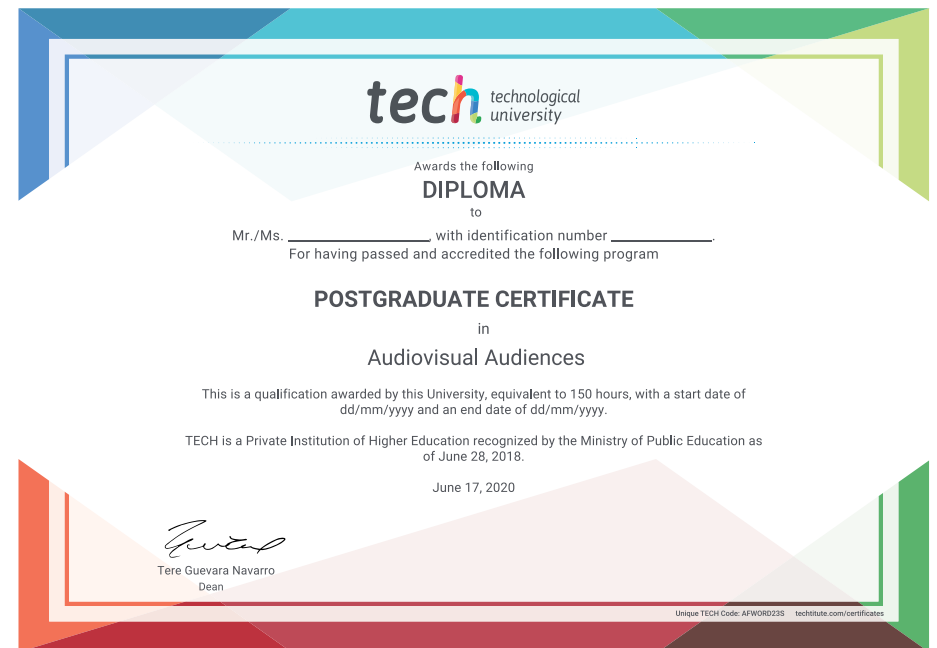 tech technological
university
Awards the following
DIPLOMA
to
Mr./Ms. ____________________, with identification number ______________.
For having passed and accredited the following program
POSTGRADUATE CERTIFICATE
in
Audiovisual Audiences
This is a qualification awarded by this University, equivalent to 150 hours, with a start date of
dd/mm/yyyy and an end date of dd/mm/yyyy.
TECH is a Private Institution of Higher Education recognized by the Ministry of Public Education as
of June 28, 2018.
June 17, 2020
Tere Guevara Navarro
Dean
Unique TECH Code: AFWORD23S techtitute.com/certificates